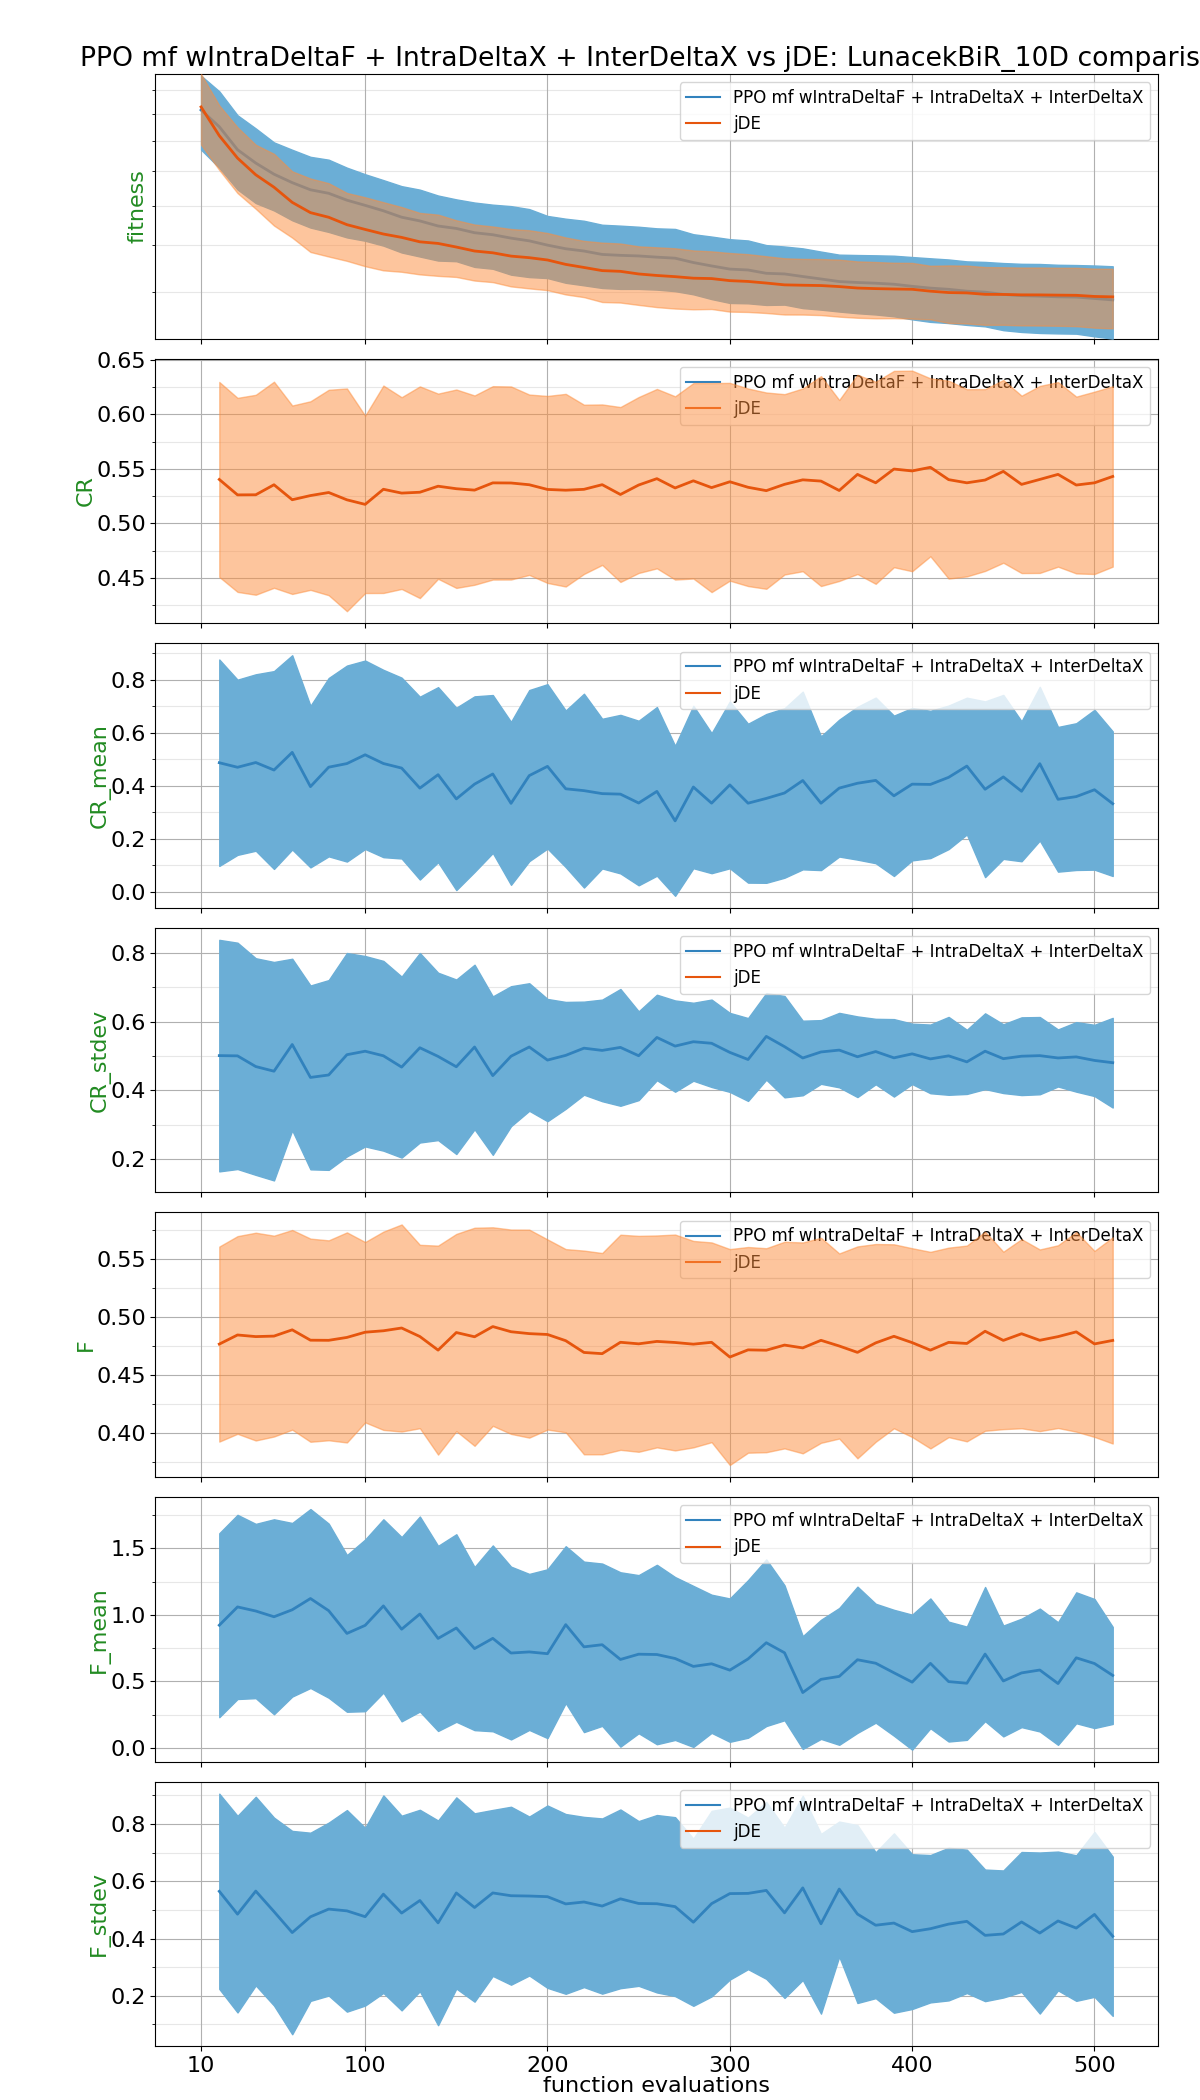 PPO mf wIntraDeltaF + IntraDeltaX + InterDeltaX vs jDE: LunacekBiR_10D comparis
fitness
PPO mf wIntraDeltaF + IntraDeltaX + InterDeltaX
jDE
0.65
0.60
0.55
0.50
0.45
CR
PPO mf wIntraDeltaF + IntraDeltaX + InterDeltaX
jDE
0.8
0.6
0.4
0.2
0.0
CR_mean
PPO mf wIntraDeltaF + IntraDeltaX + InterDeltaX
jDE
0.8
0.6
0.4
0.2
CR_stdev
PPO mf wIntraDeltaF + IntraDeltaX + InterDeltaX
jDE
0.55
0.50
0.45
0.40
F
PPO mf wIntraDeltaF + IntraDeltaX + InterDeltaX
jDE
1.5
1.0
0.5
0.0
F_mean
PPO mf wIntraDeltaF + IntraDeltaX + InterDeltaX
jDE
0.8
0.6
0.4
0.2
F_stdev
PPO mf wIntraDeltaF + IntraDeltaX + InterDeltaX
jDE
10 100 200 300 400 500
function evaluations